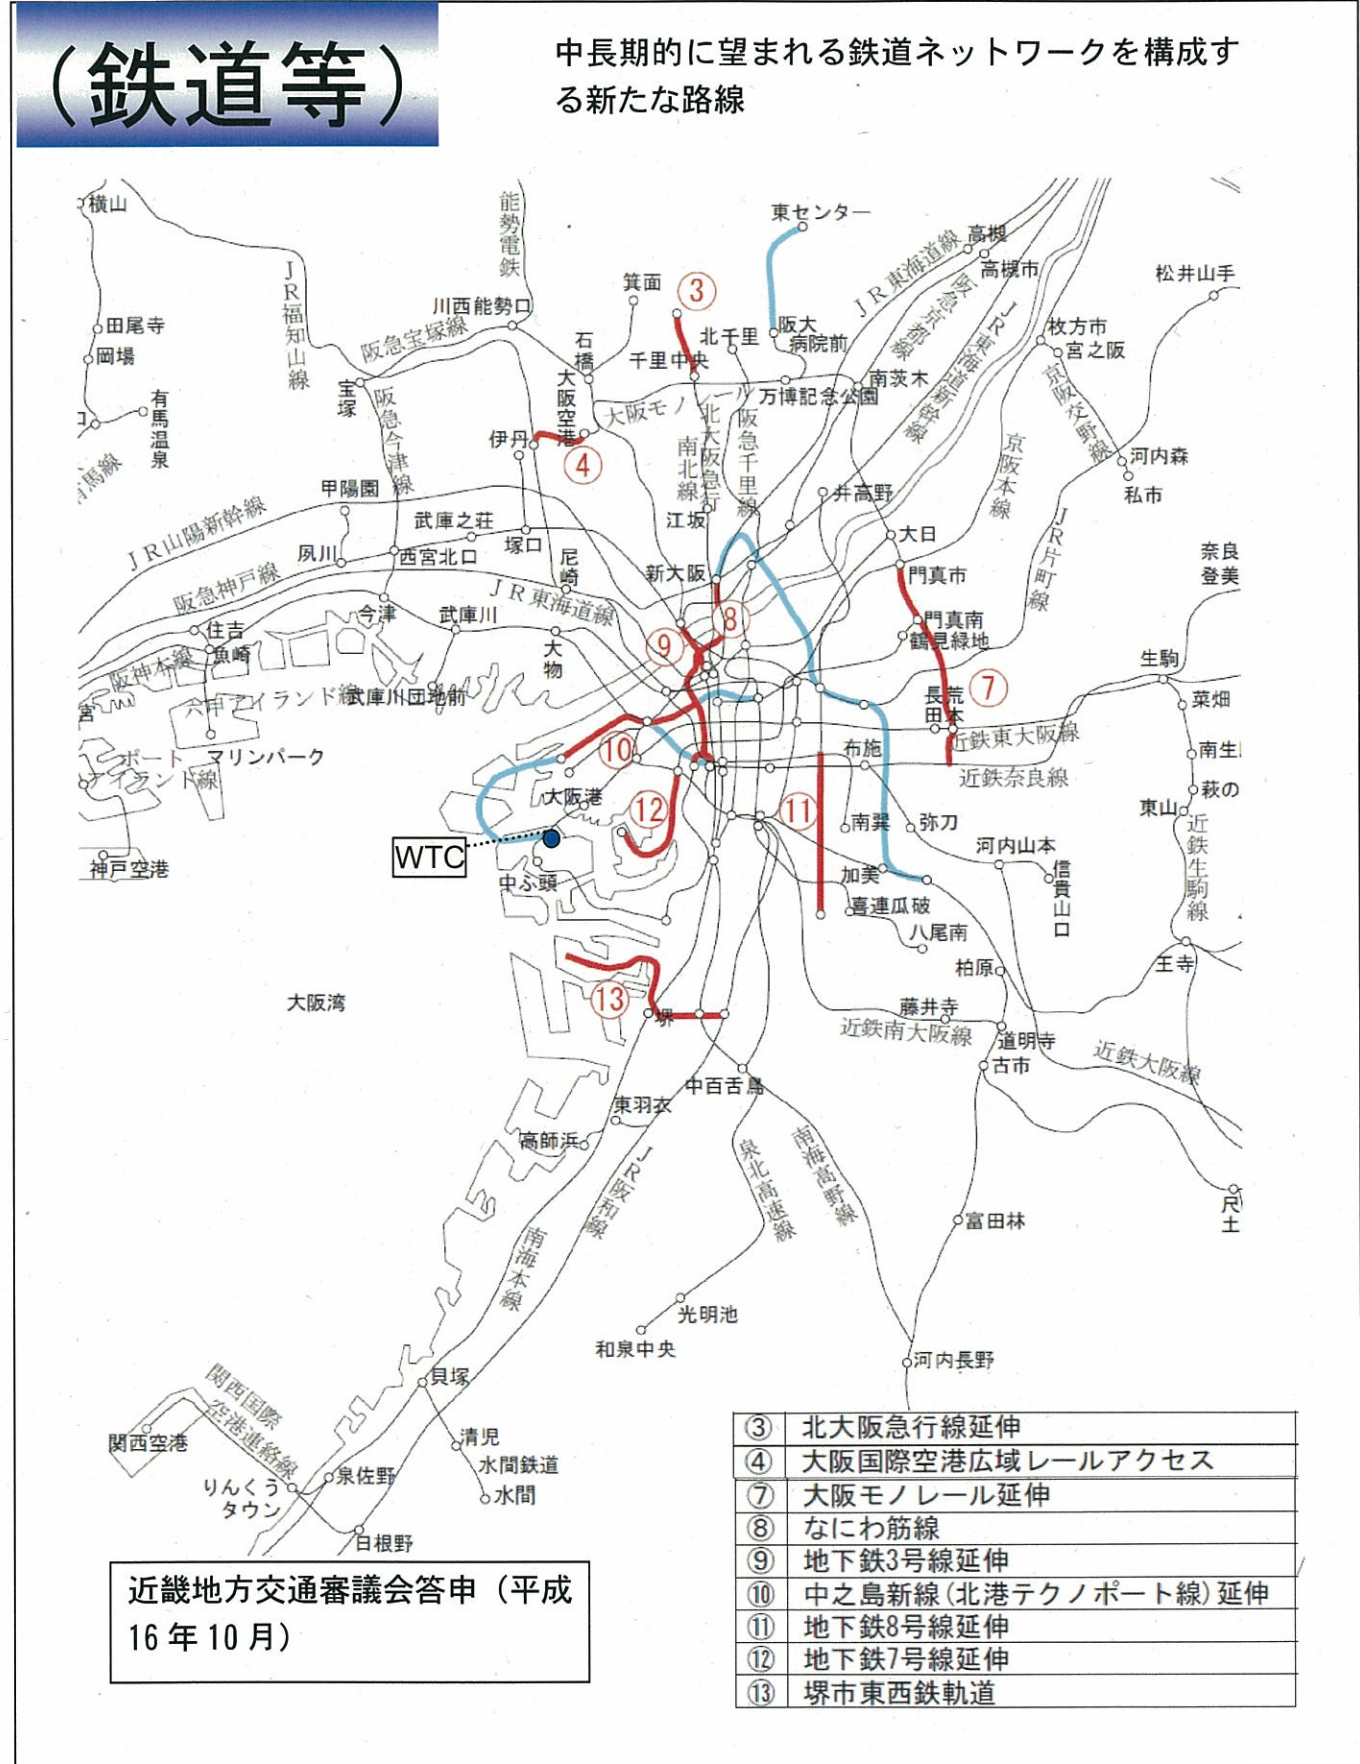 （鉄道等）
中長期的に望まれる鉄道ネットワークを構成す
る新たな路線
横山
能勢電鉄
東センター
高槻
高槻市
JR東海道線
阪急京都線
JR東海道新幹線
松井山手
JR福知山線
箕面
③
川西能勢口
阪急宝塚線
田尾寺
岡場
石橋
北千里
千里中央
阪大
病院前
枚方市
宮之阪
京阪交野線
宝塚
阪急今津線
大阪空港
大阪モノレール
万博記念公園
南茨木
有馬温泉
伊丹
④
南北線
北大阪急行
阪急千里線
京阪本線
河内森
私市
甲陽園
井高野
JR山陽新幹線
武庫之荘
江坂
大日
JR片町線
夙川
西宮北口
塚口
尼崎
新大阪
門真市
奈良
登美
阪急神戸線
JR東海道線
今津
武庫川
大物
⑧
⑨
門真南
鶴見緑地
住吉
魚崎
阪神本線
六甲アイランド線
武庫川団地前
生駒
⑦
菜畑
宮
長田
荒本
近鉄東大阪線
ポート
アイランド線
マリンパーク
⑩
布施
近鉄奈良線
南生
萩の
大阪港
⑫
⑪
南巽
弥刀
東山
近鉄生駒線
WTC
神戸空港
中ふ頭
加美
河内山本
信貴山口
喜連瓜破
八尾南
柏原
王寺
大阪湾
⑬
堺
藤井寺
近鉄南大阪線
道明寺
古市
近鉄大阪線
中百舌鳥
東羽衣
高師浜
JR阪和線
泉北高速線
南海高野線
尺土
富田林
南海本線
光明池
和泉中央
河内長野
貝塚
関西国際
空港連絡線
関西空港
清児
水間鉄道
水間
りんくう
タウン
泉佐野
日根野
③ 北大阪急行線延伸
④ 大阪国際空港広域レールアクセス
⑦ 大阪モノレール延伸
⑧ なにわ筋線
⑨ 地下鉄3号線延伸
⑩ 中之島新線(北港テクノポート線)延伸
⑪ 地下鉄8号線延伸
⑫ 地下鉄7号線延伸
⑬ 堺市東西鉄軌道
近畿地方交通審議会答申（平成
16年10月）